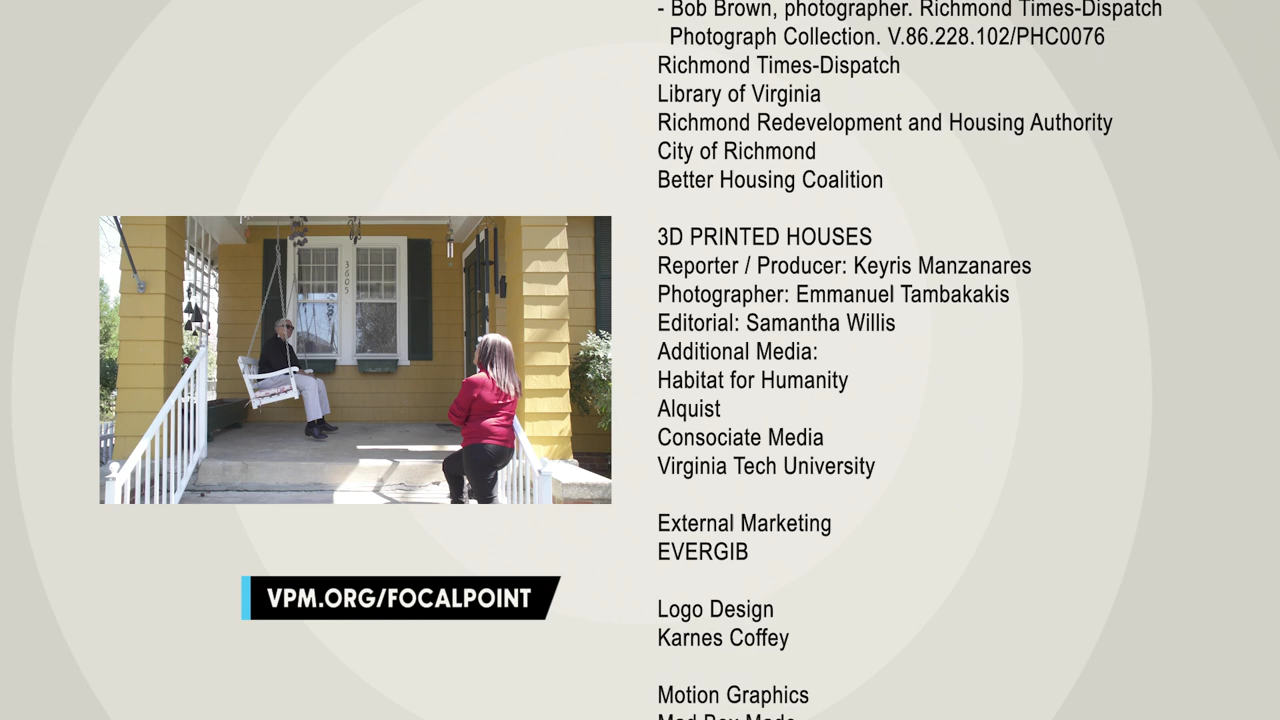 - Bob Brown, photographer. Richmond Times-Dispatch
Photograph Collection. V.86.228.102/PHC0076
Richmond Times-Dispatch
Library of Virginia
Richmond Redevelopment and Housing Authority
City of Richmond
Better Housing Coalition
3D PRINTED HOUSES
Reporter / Producer: Keyris Manzanares
Photographer: Emmanuel Tambakakis
Editorial: Samantha Willis
Additional Media:
Habitat for Humanity
Alquist
Consociate Media
Virginia Tech University
External Marketing
EVERGIB
Logo Design
Karnes Coffey
Motion Graphics
Mad Box Made
3605
VPM.ORG/FOCALPOINT